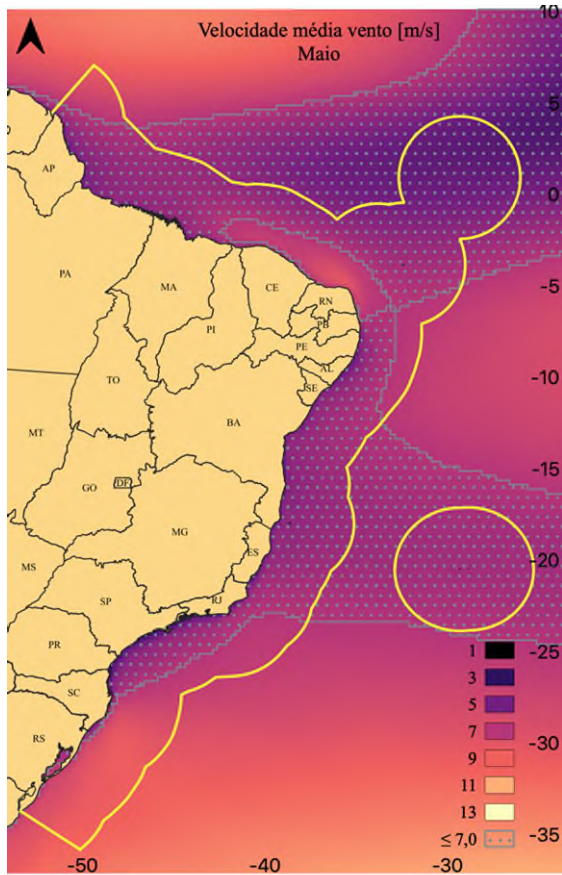 Velocidade média vento [m/s]
Maio
10
5
0
-5
-10
-15
-20
-25
-30
-35
AP
PA
MA
CE
RN
PB
PI
PE
AL
SE
TO
BA
MT
GO
DF
MG
ES
MS
SP
RJ
PR
SC
RS
1
3
5
7
9
11
13
≤ 7,0
-50
-40
-30